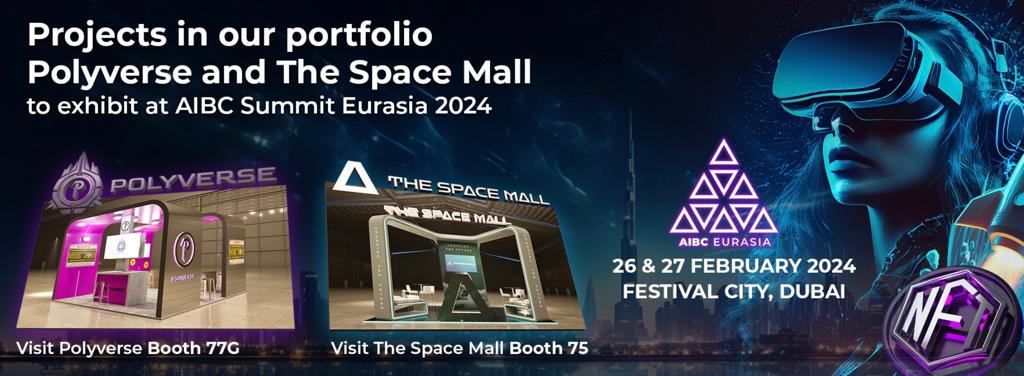 Projects in our portfolio
Polyverse and The Space Mall
to exhibit at AIBC Summit Eurasia 2024
POLYVERSE
P
P
POLYVERSE
THE SPACE MALL
THE SPACE MALL
AIBC EURASIA
26 & 27 FEBRUARY 2024
FESTIVAL CITY, DUBAI
NFT
Visit Polyverse Booth 77G
Visit The Space Mall Booth 75